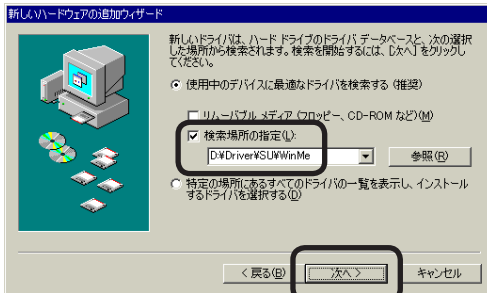 新しいハードウェアの追加ウィザード
新しいドライバは、ハード ドライブのドライバ データベースと、次の選択
した場所から検索されます。検索を開始するには、[次へ] をクリックし
てください。
使用中のデバイスに最適なドライバを検索する (推奨)
リムーバブル メディア (フロッピー、CD-ROM など)(M)
検索場所の指定(L):
D:¥Driver¥SU¥WinMe
参照(R)
特定の場所にあるすべてのドライバの一覧を表示し、インストール
するドライバを選択する(D)
< 戻る(B)
次へ >
キャンセル